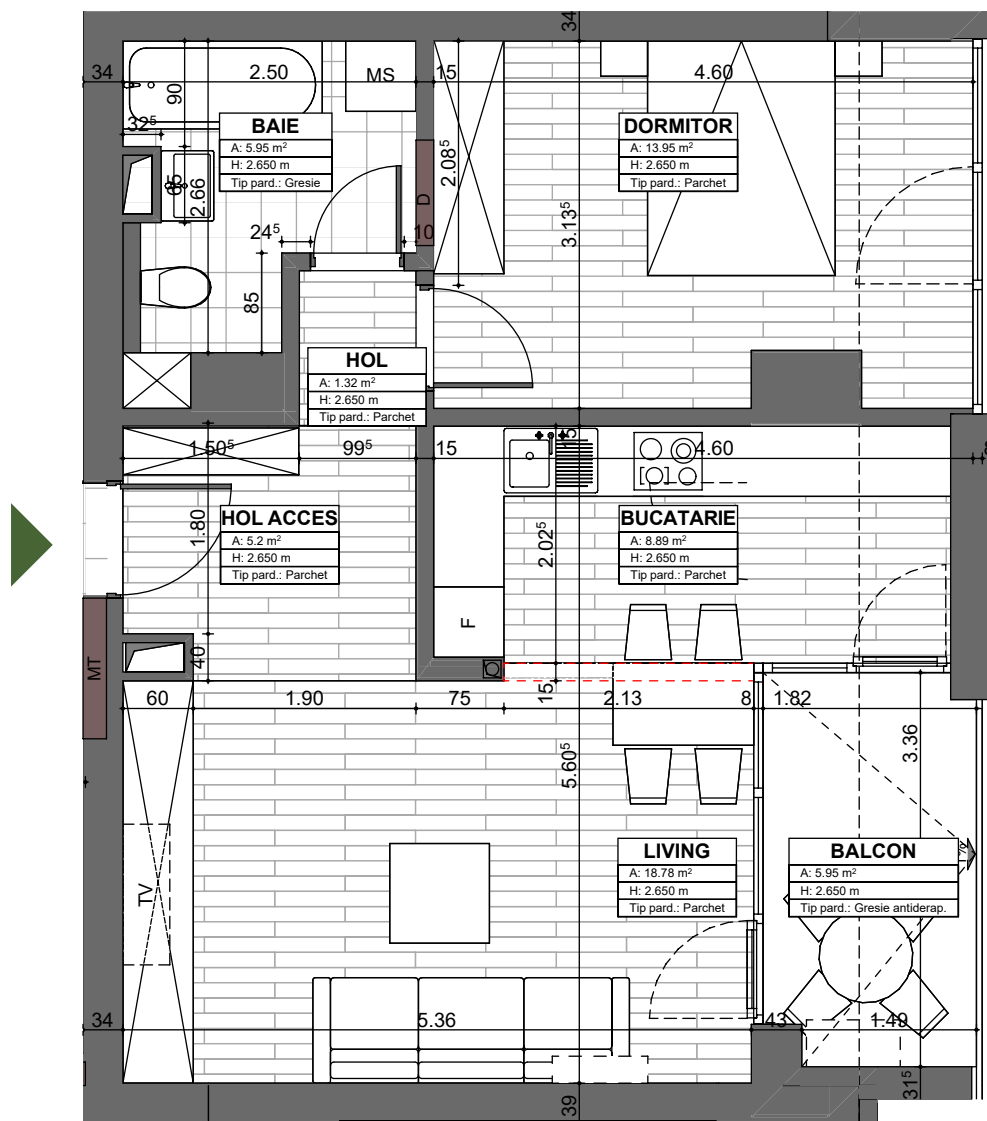 34
34
2.50
MS
15
4.60
90
32⁵
BAIE
A: 5.95 m²
H: 2.650 m
Tip pard.: Gresie
DORMITOR
A: 13.95 m²
H: 2.650 m
Tip pard.: Parchet
2.08⁵
65
2.66
D
3.13⁵
24⁵
10
85
HOL
A: 1.32 m²
H: 2.650 m
Tip pard.: Parchet
1.50⁵
99⁵
15
15
4.60
HOL ACCES
A: 5.2 m²
H: 2.650 m
Tip pard.: Parchet
1.80
2.02⁵
BUCATARIE
A: 8.89 m²
H: 2.650 m
Tip pard.: Parchet
F
MT
40
60
1.90
75
15
2.13
8
1.82
5.60⁵
3.36
LIVING
A: 18.78 m²
H: 2.650 m
Tip pard.: Parchet
BALCON
A: 5.95 m²
H: 2.650 m
Tip pard.: Gresie antiderap.
TV
34
5.36
43
1.49
39
31⁵